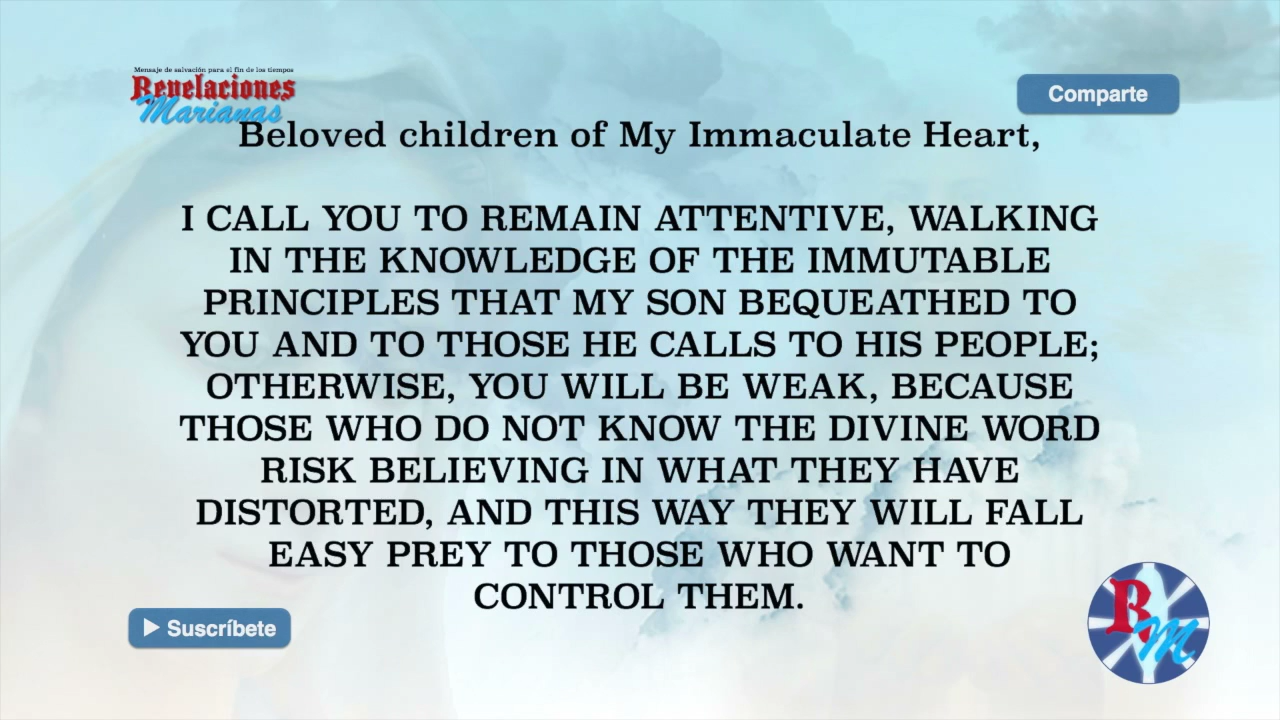 Mensaje de salvación para el fin de los tiempos
Revelaciones
Marianas
Comparte
Beloved children of My Immaculate Heart,
I CALL YOU TO REMAIN ATTENTIVE, WALKING
IN THE KNOWLEDGE OF THE IMMUTABLE
PRINCIPLES THAT MY SON BEQUEATHED TO
YOU AND TO THOSE HE CALLS TO HIS PEOPLE;
OTHERWISE, YOU WILL BE WEAK, BECAUSE
THOSE WHO DO NOT KNOW THE DIVINE WORD
RISK BELIEVING IN WHAT THEY HAVE
DISTORTED, AND THIS WAY THEY WILL FALL
EASY PREY TO THOSE WHO WANT TO
CONTROL THEM.
Suscríbete
RM